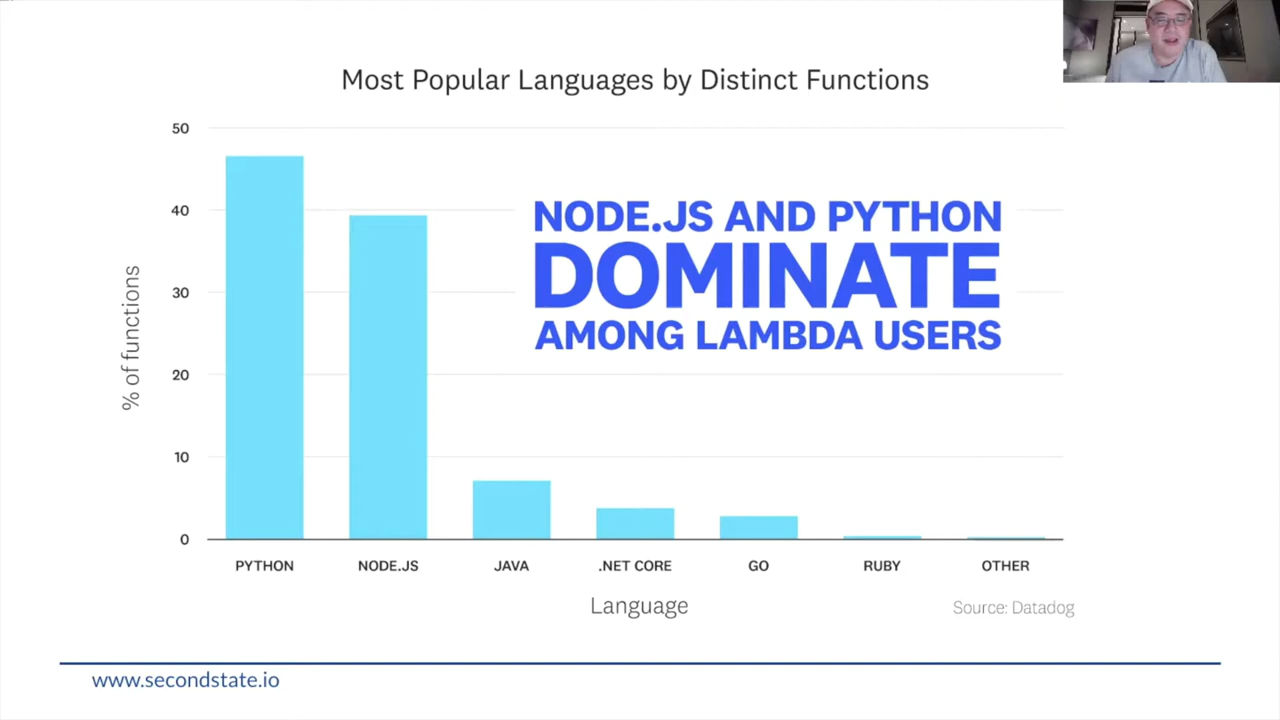 Most Popular Languages by Distinct Functions
50
40
30
20
10
0
% of functions
NODE.JS AND PYTHON
DOMINATE
AMONG LAMBDA USERS
PYTHON NODE.JS JAVA .NET CORE GO RUBY OTHER
Language
Source: Datadog
www.secondstate.io